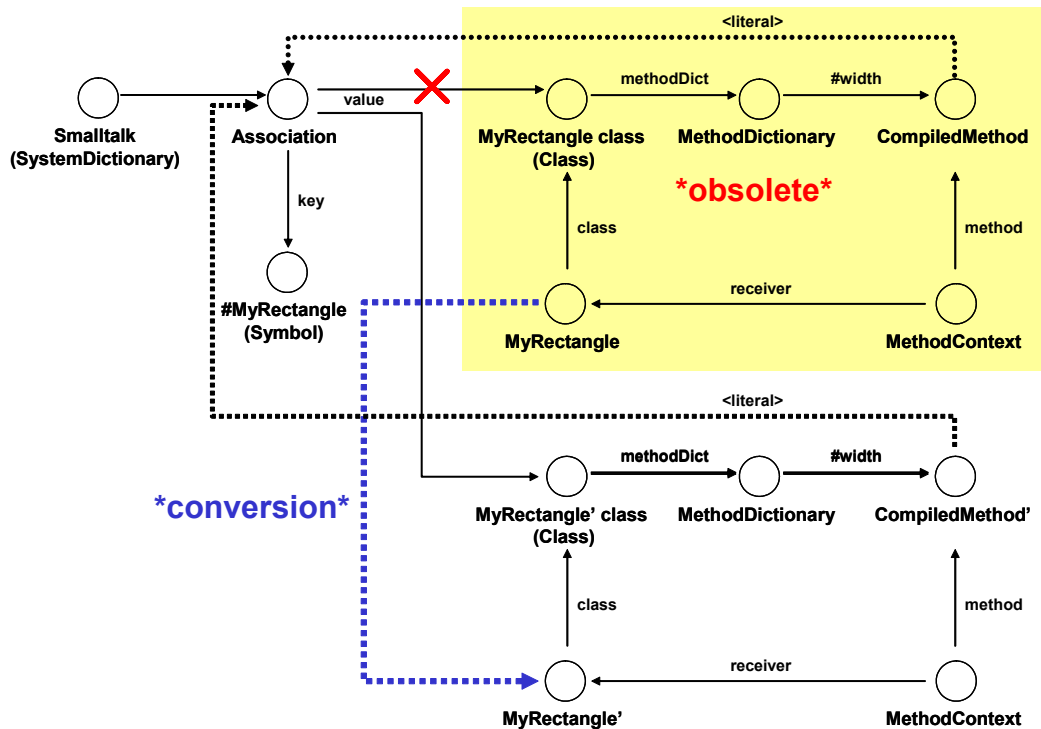 <literal>
methodDict
#width
value
Smalltalk
(SystemDictionary)
Association
MyRectangle class
(Class)
MethodDictionary
CompiledMethod
*obsolete*
key
class
method
#MyRectangle
(Symbol)
receiver
MyRectangle
MethodContext
<literal>
methodDict
#width
*conversion*
MyRectangle’ class
(Class)
MethodDictionary
CompiledMethod’
class
method
receiver
MyRectangle’
MethodContext